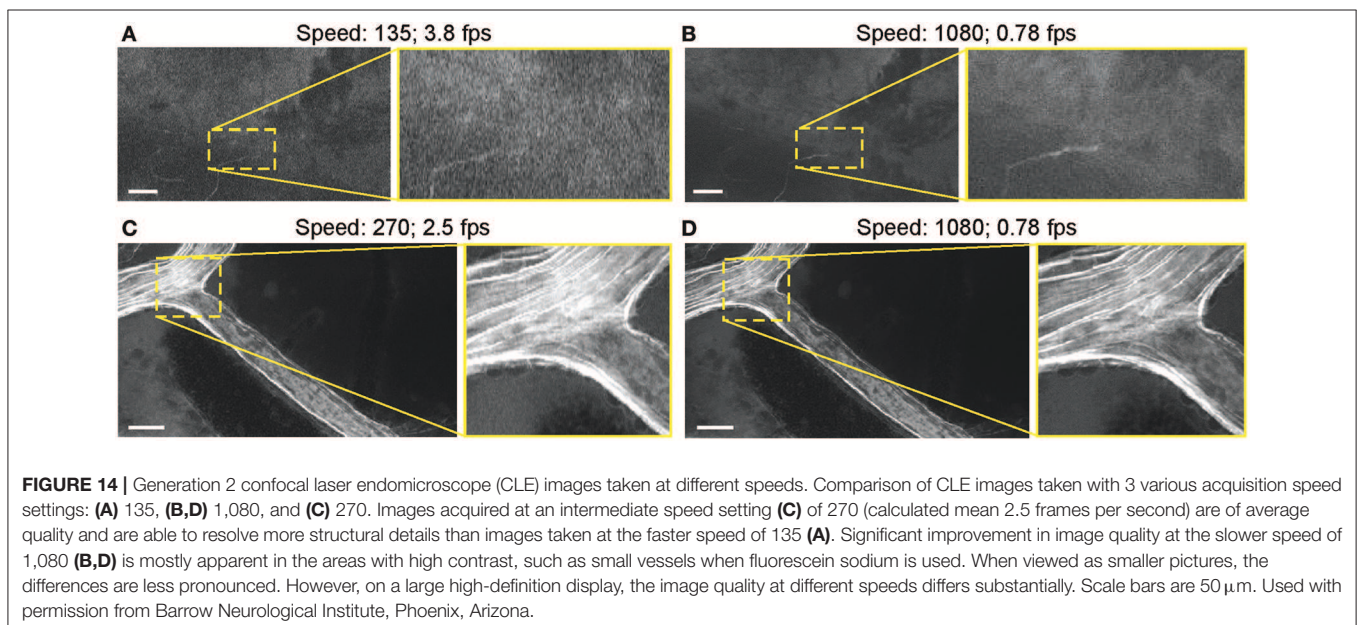 A Speed: 135; 3.8 fps
B Speed: 1080; 0.78 fps
C Speed: 270; 2.5 fps
D Speed: 1080; 0.78 fps
FIGURE 14 | Generation 2 confocal laser endomicroscope (CLE) images taken at different speeds. Comparison of CLE images taken with 3 various acquisition speed
settings: (A) 135, (B,D) 1,080, and (C) 270. Images acquired at an intermediate speed setting (C) of 270 (calculated mean 2.5 frames per second) are of average
quality and are able to resolve more structural details than images taken at the faster speed of 135 (A). Significant improvement in image quality at the slower speed of
1,080 (B,D) is mostly apparent in the areas with high contrast, such as small vessels when fluorescein sodium is used. When viewed as smaller pictures, the
differences are less pronounced. However, on a large high-definition display, the image quality at different speeds differs substantially. Scale bars are 50 μm. Used with
permission from Barrow Neurological Institute, Phoenix, Arizona.